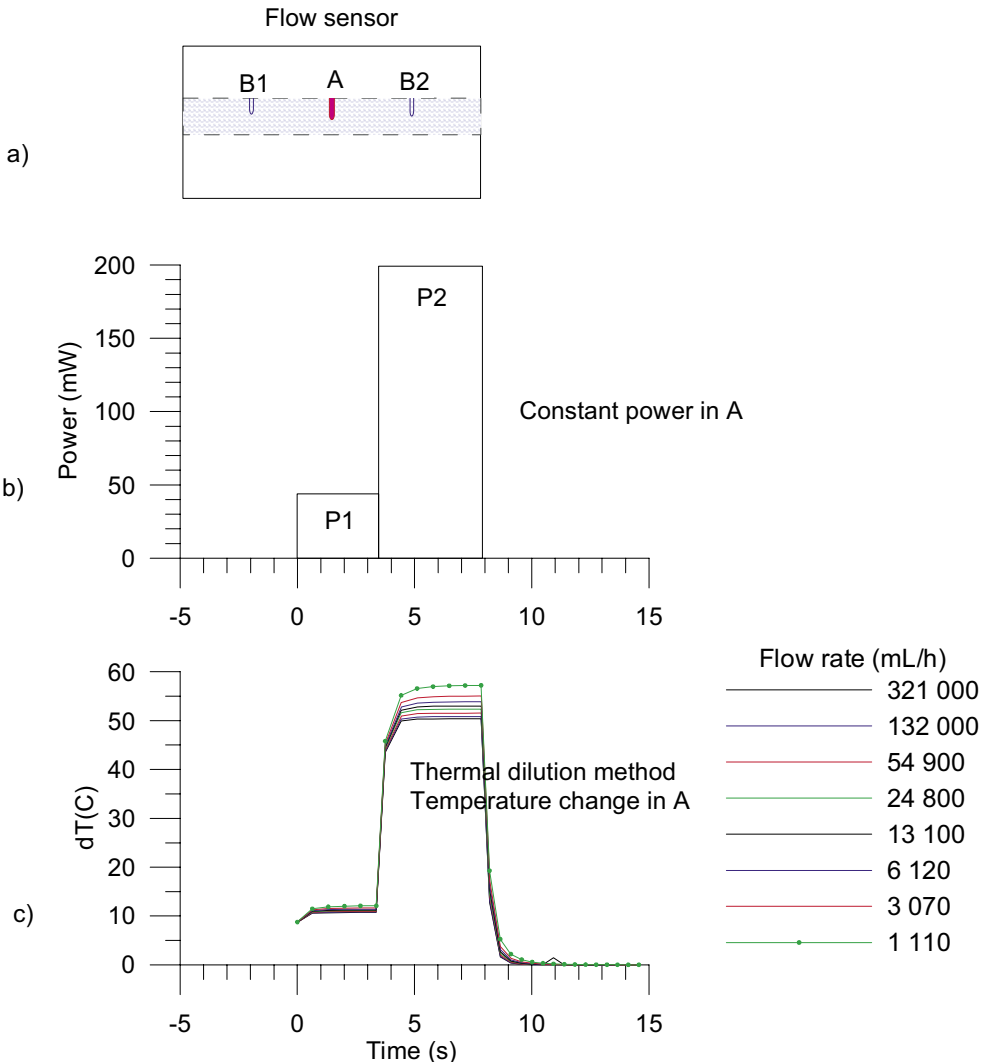 Flow sensor
B1 A B2
a)
200
150
100
50
0
Power (mW)
P2
P1
Constant power in A
b)
-5 0 5 10 15
60
50
40
30
20
10
0
dT(C)
Thermal dilution method
Temperature change in A
c)
-5 0 5 10 15
Time (s)
Flow rate (mL/h)
321 000
132 000
54 900
24 800
13 100
6 120
3 070
1 110